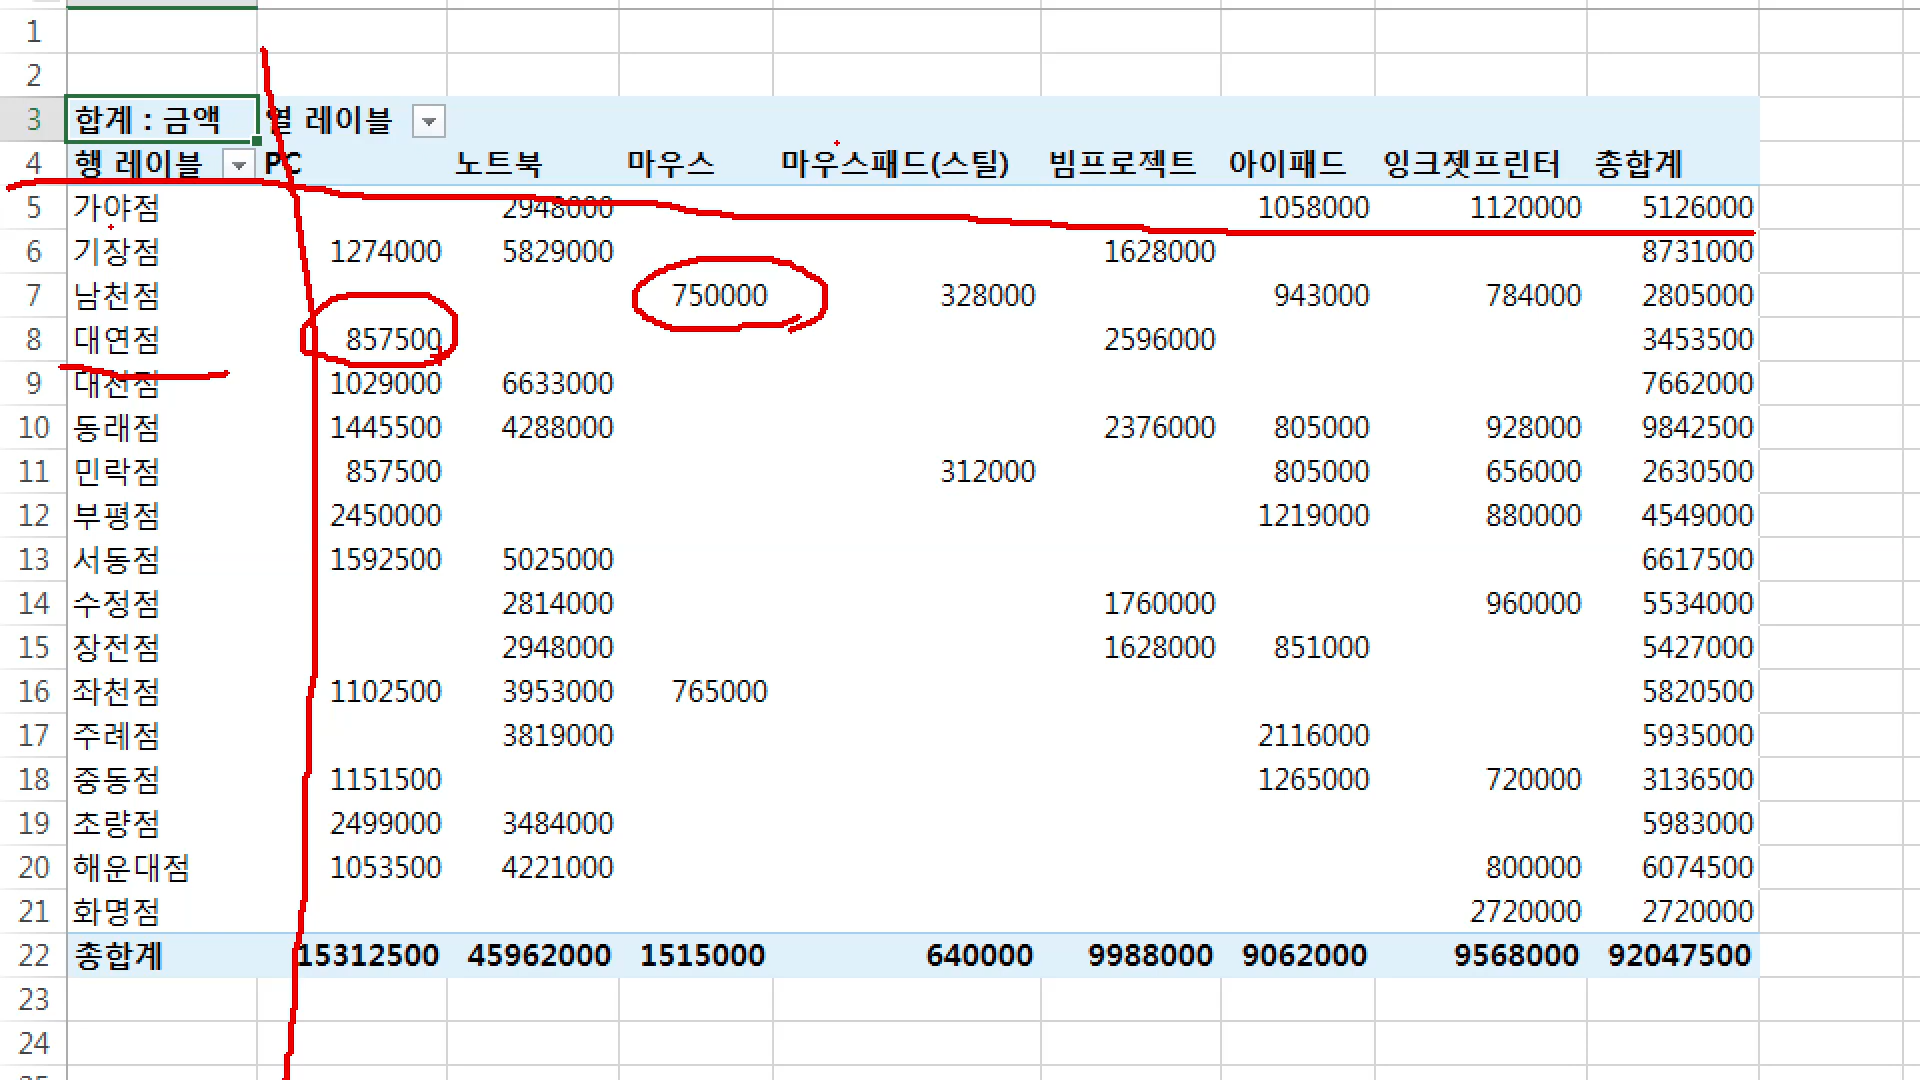 1
2
3 합계 : 금액 열 레이블
4 행 레이블 PC 노트북 마우스 마우스패드(스틸) 빔프로젝트 아이패드 잉크젯프린터 총합계
5 가야점 2948000 1058000 1120000 5126000
6 기장점 1274000 5829000 1628000 8731000
7 남천점 750000 328000 943000 784000 2805000
8 대연점 857500 2596000 3453500
9 대천점 1029000 6633000 7662000
10 동래점 1445500 4288000 2376000 805000 928000 9842500
11 민락점 857500 312000 805000 656000 2630500
12 부평점 2450000 1219000 880000 4549000
13 서동점 1592500 5025000 6617500
14 수정점 2814000 1760000 960000 5534000
15 장전점 2948000 1628000 851000 5427000
16 좌천점 1102500 3953000 765000 5820500
17 주례점 3819000 2116000 5935000
18 중동점 1151500 1265000 720000 3136500
19 초량점 2499000 3484000 5983000
20 해운대점 1053500 4221000 800000 6074500
21 화명점 2720000 2720000
22 총합계 15312500 45962000 1515000 640000 9988000 9062000 9568000 92047500
23
24